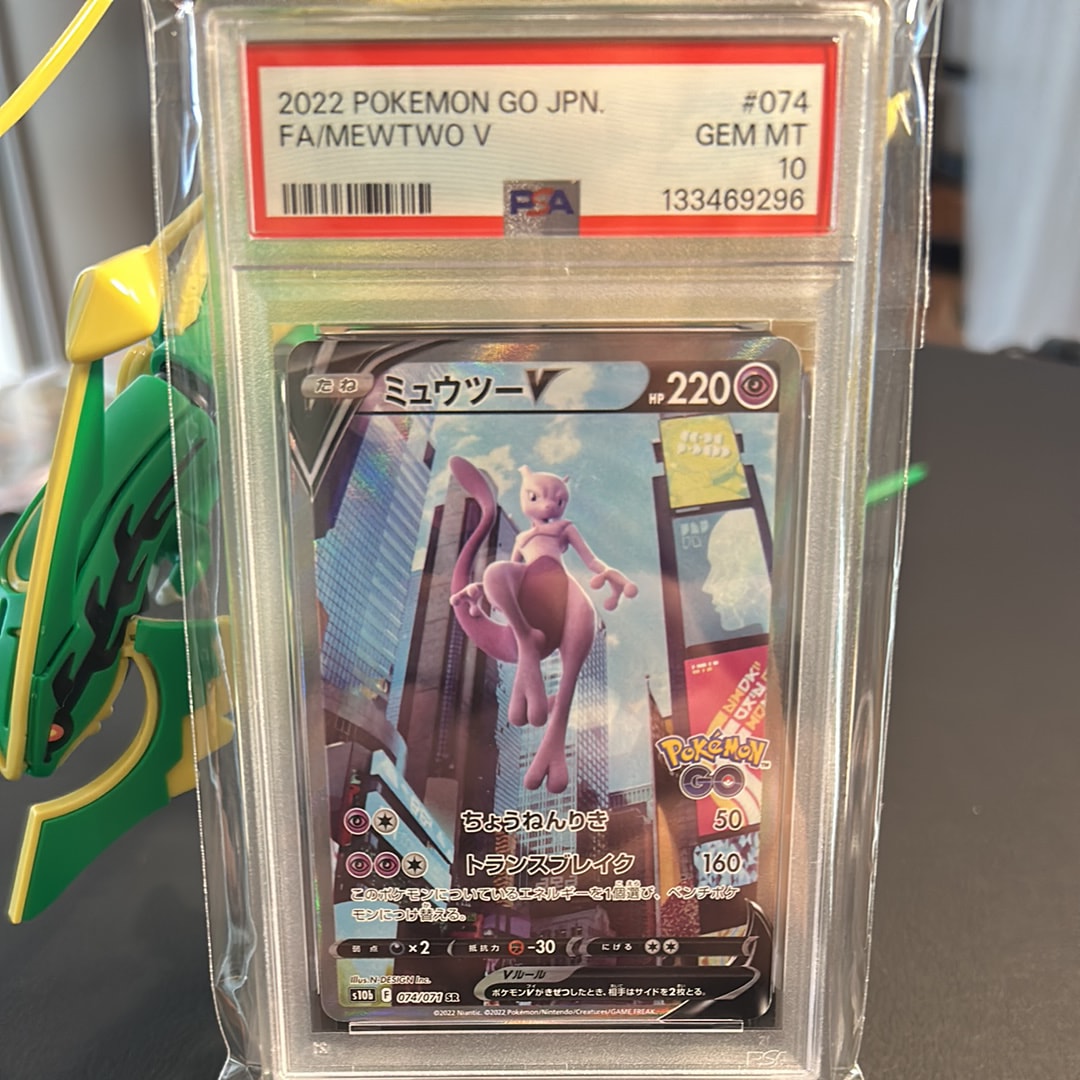 2022 POKEMON GO JPN. #074
FA/MEWTWO V GEM MT
10
PSA 133469296
たね ミュウツーV HP220
Pokémon GO™
ちょうねんりき 50
トランスブレイク 160
このポケモンについているエネルギーを1個選び、ベンチポケ
モンにつけ替える。
弱点 ×2 抵抗力 -30 にげる
Vルール
ポケモンVがきぜつしたとき、相手はサイドを2枚とる。
Illus. N-DESIGN Inc.
s10b F 074/071 SR
©2022 Niantic. ©2022 Pokémon/Nintendo/Creatures/GAME FREAK.